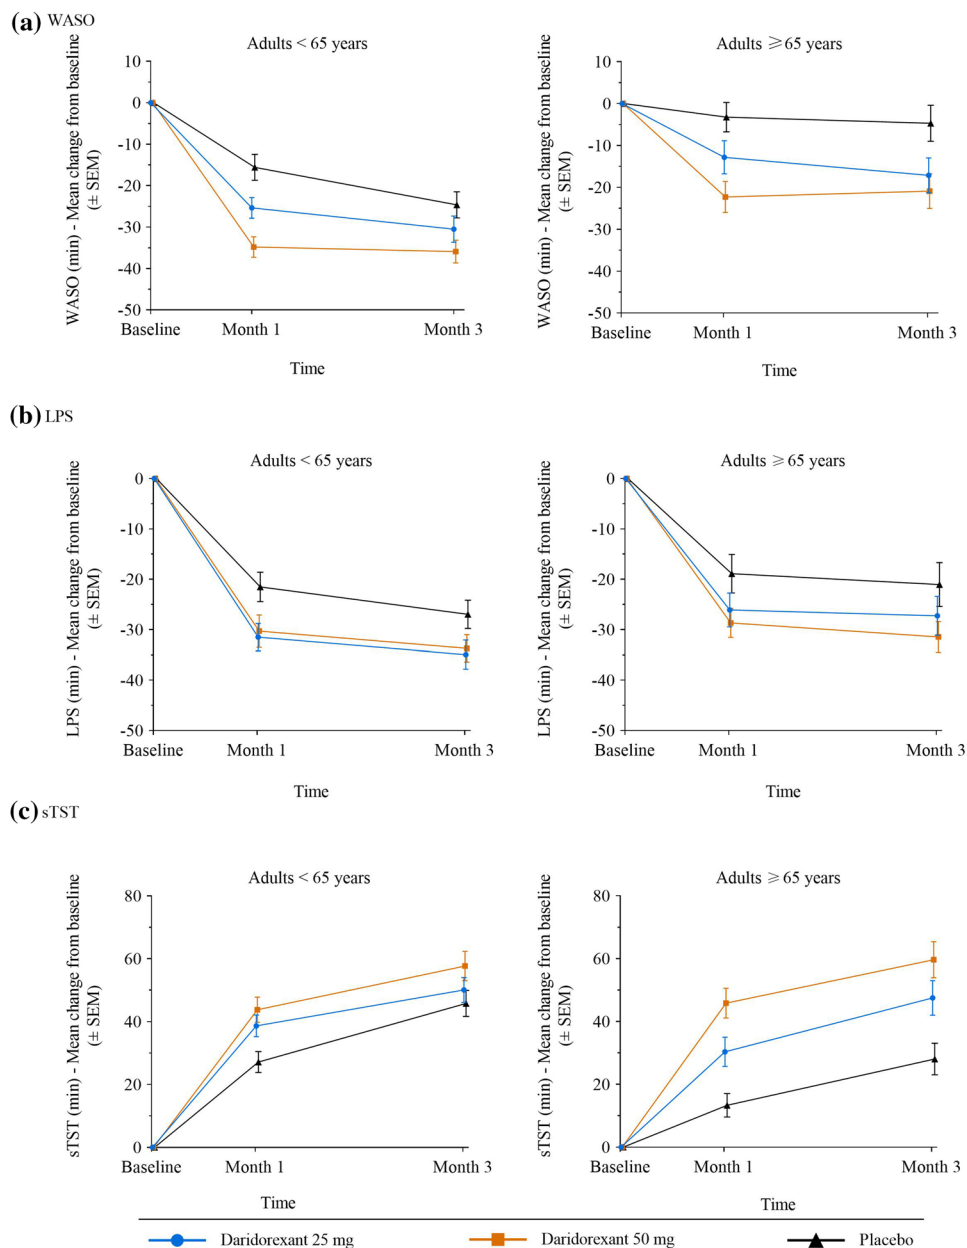 (a) WASO
Adults < 65 years
WASO (min) - Mean change from baseline
(± SEM)
10
0
-10
-20
-30
-40
-50
Baseline
Month 1
Month 3
Time
Adults ⩾ 65 years
WASO (min) - Mean change from baseline
(± SEM)
10
0
-10
-20
-30
-40
-50
Baseline
Month 1
Month 3
Time
(b) LPS
Adults < 65 years
LPS (min) - Mean change from baseline
(± SEM)
0
-10
-20
-30
-40
-50
Baseline
Month 1
Month 3
Time
Adults ⩾ 65 years
LPS (min) - Mean change from baseline
(± SEM)
0
-10
-20
-30
-40
-50
Baseline
Month 1
Month 3
Time
(c) sTST
Adults < 65 years
sTST (min) - Mean change from baseline
(± SEM)
80
60
40
20
0
Baseline
Month 1
Month 3
Time
Adults ⩾ 65 years
sTST (min) - Mean change from baseline
(± SEM)
80
60
40
20
0
Baseline
Month 1
Month 3
Time
Daridorexant 25 mg
Daridorexant 50 mg
Placebo